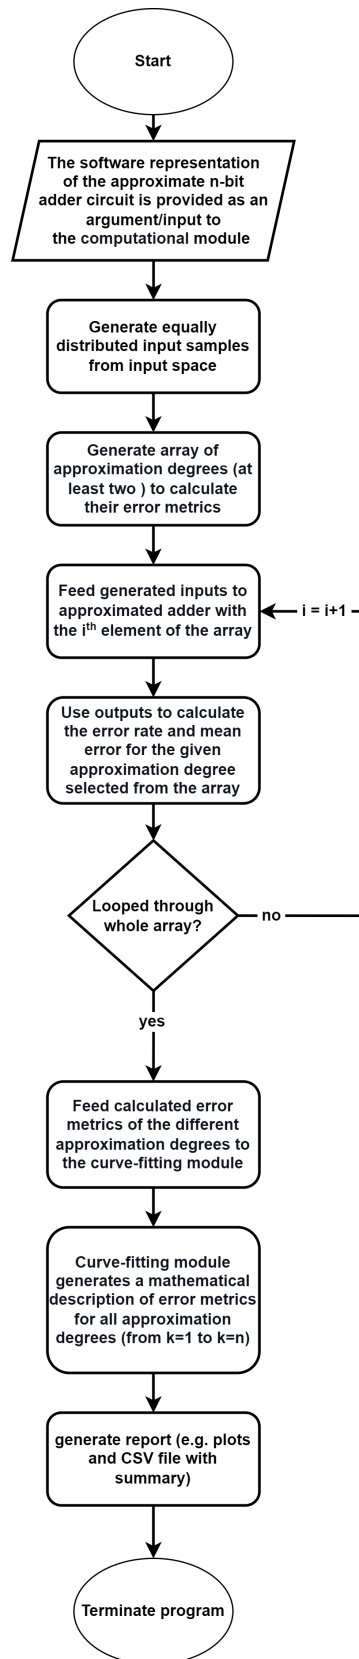 Start
The software representation
of the approximate n-bit
adder circuit is provided as an
argument/input to
the computational module
Generate equally
distributed input samples
from input space
Generate array of
approximation degrees (at
least two ) to calculate
their error metrics
Feed generated inputs to
approximated adder with
the ith element of the array
i = i+1
Use outputs to calculate
the error rate and mean
error for the given
approximation degree
selected from the array
Looped through
whole array?
no
yes
Feed calculated error
metrics of the different
approximation degrees to
the curve-fitting module
Curve-fitting module
generates a mathematical
description of error metrics
for all approximation
degrees (from k=1 to k=n)
generate report (e.g. plots
and CSV file with
summary)
Terminate program